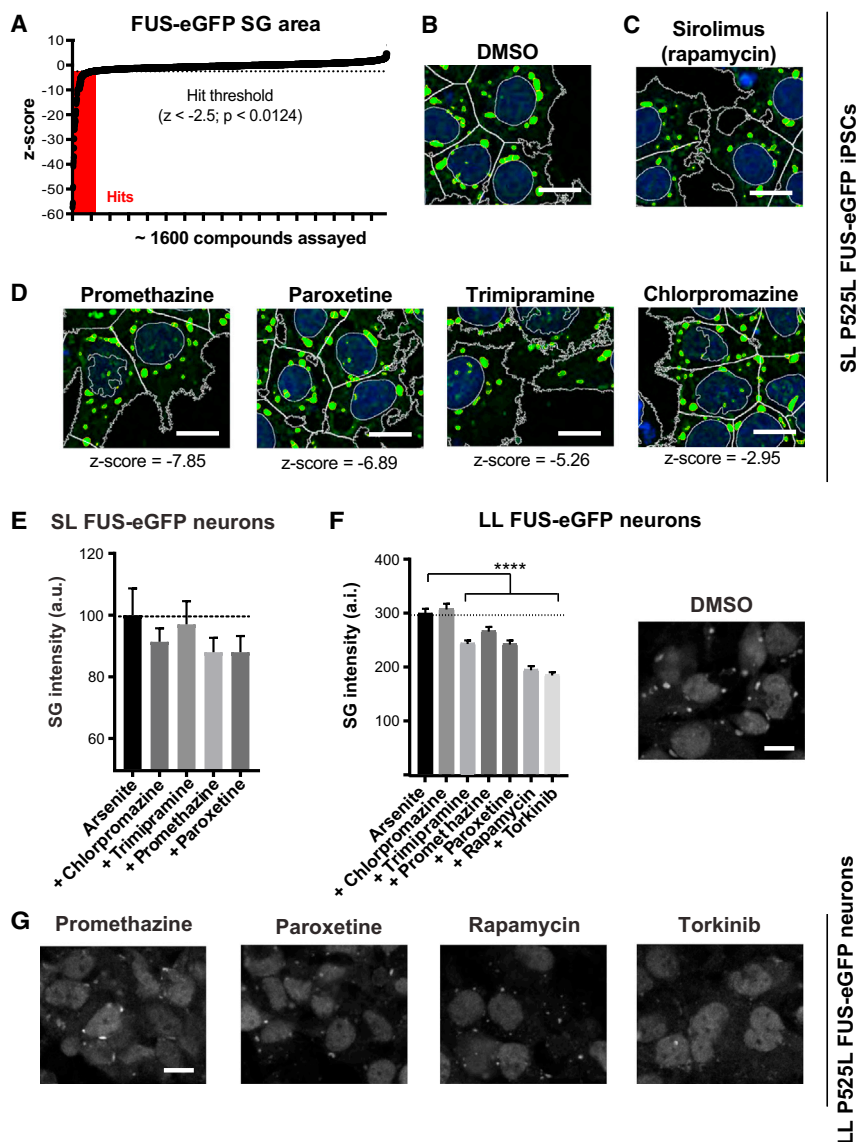 A
FUS-eGFP SG area
10
0
-10
-20
-30
-40
-50
-60
z-score
Hit threshold
(z < -2.5; p < 0.0124)
Hits
~ 1600 compounds assayed
B
DMSO
C
Sirolimus
(rapamycin)
SL P525L FUS-eGFP iPSCs
D
Promethazine
Paroxetine
Trimipramine
Chlorpromazine
z-score = -7.85
z-score = -6.89
z-score = -5.26
z-score = -2.95
E
SL FUS-eGFP neurons
120
100
80
60
SG intensity (a.u.)
Arsenite
+ Chlorpromazine
+ Trimipramine
+ Promethazine
+Paroxetine
F
LL FUS-eGFP neurons
400
300
200
100
SG intensity (a.i.)
****
Arsenite
+ Chlorpromazine
+ Trimipramine
+ Promet hazine
+ Paroxetine
+ Rapamycin
+ Torkinib
DMSO
G
Promethazine
Paroxetine
Rapamycin
Torkinib
LL P525L FUS-eGFP neurons